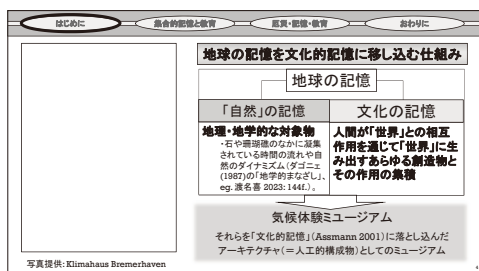 はじめに
集合的記憶と教育
厄災・記憶・教育
おわりに
地球の記憶を文化的記憶に移し込む仕組み
地球の記憶
「自然」の記憶
文化の記憶
地理・地学的な対象物
・石や珊瑚礁のなかに凝集
されている時間の流れや自
然のダイナミズム(ダゴニェ
(1987)の「地学的まなざし」、
eg. 渡名喜 2023: 144f.)。
人間が「世界」との相互
作用を通じて「世界」に生
み出すあらゆる創造物と
その作用の集積
気候体験ミュージアム
それらを「文化的記憶」(Assmann 2001)に落とし込んだ
アーキテクチャ(=人工的構成物)としてのミュージアム
写真提供: Klimahaus Bremerhaven